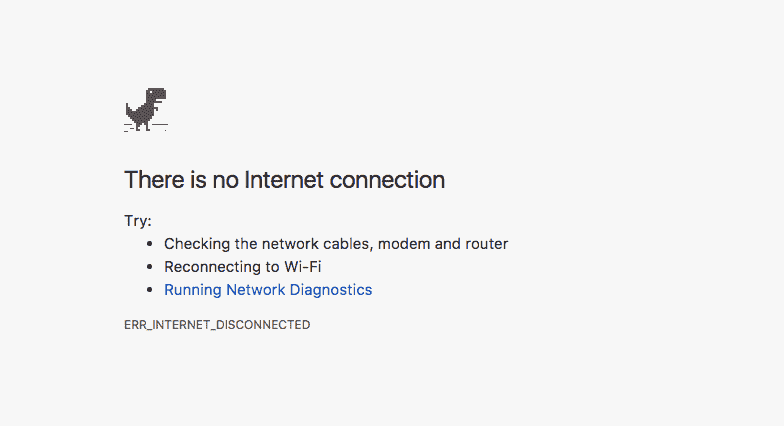 There is no Internet connection
Try:
• Checking the network cables, modem and router
• Reconnecting to Wi-Fi
• Running Network Diagnostics
ERR_INTERNET_DISCONNECTED